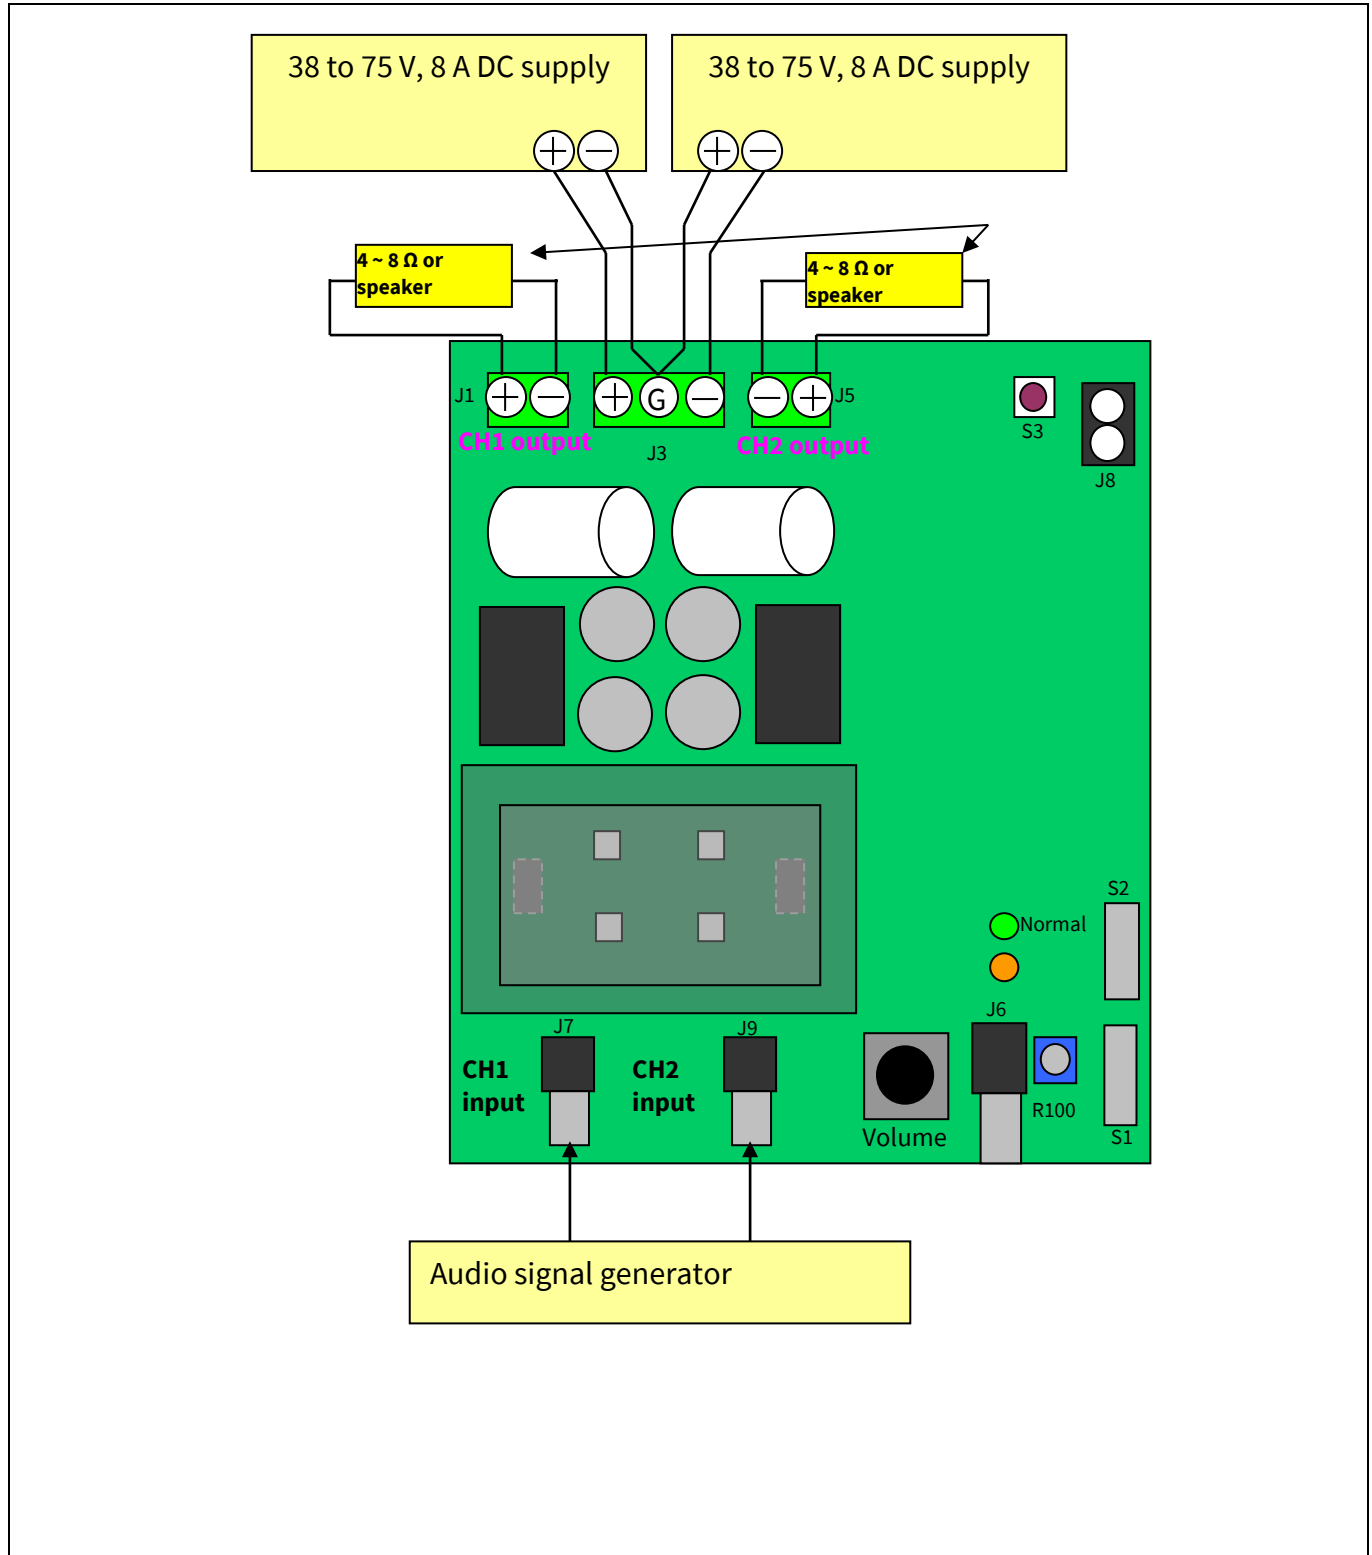 38 to 75 V, 8 A DC supply
38 to 75 V, 8 A DC supply
4 ~ 8 Ω or
speaker
4 ~ 8 Ω or
speaker
J1
G
J5
CH1 output
J3
CH2 output
S3
J8
S2
Normal
J6
J7
J9
CH1
input
CH2
input
R100
Volume
S1
Audio signal generator